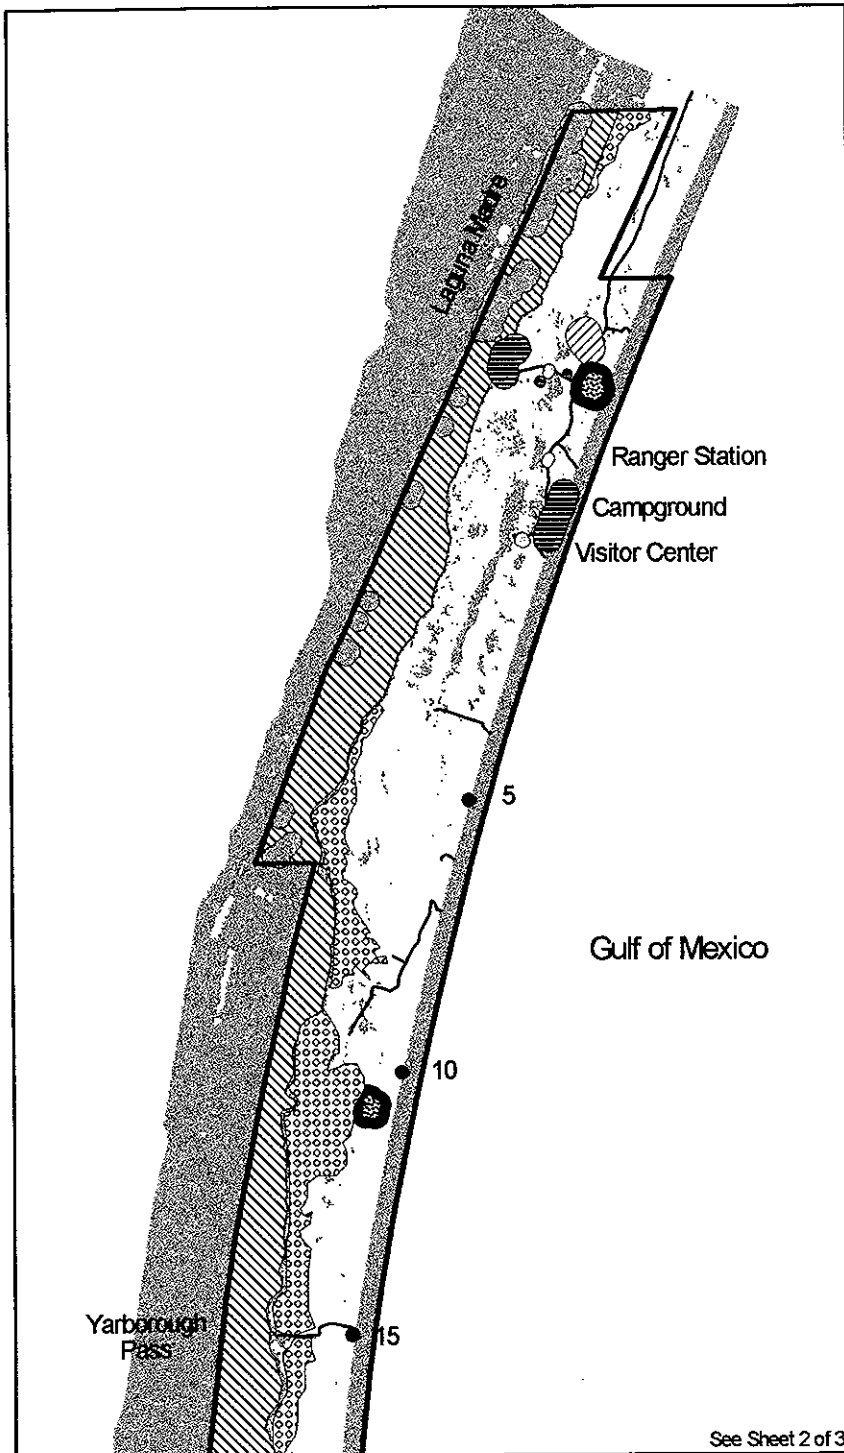 Laguna Madre
Ranger Station
Campground
Visitor Center
5
Gulf of Mexico
10
Yarborough
Pass
15
See Sheet 2 of 3